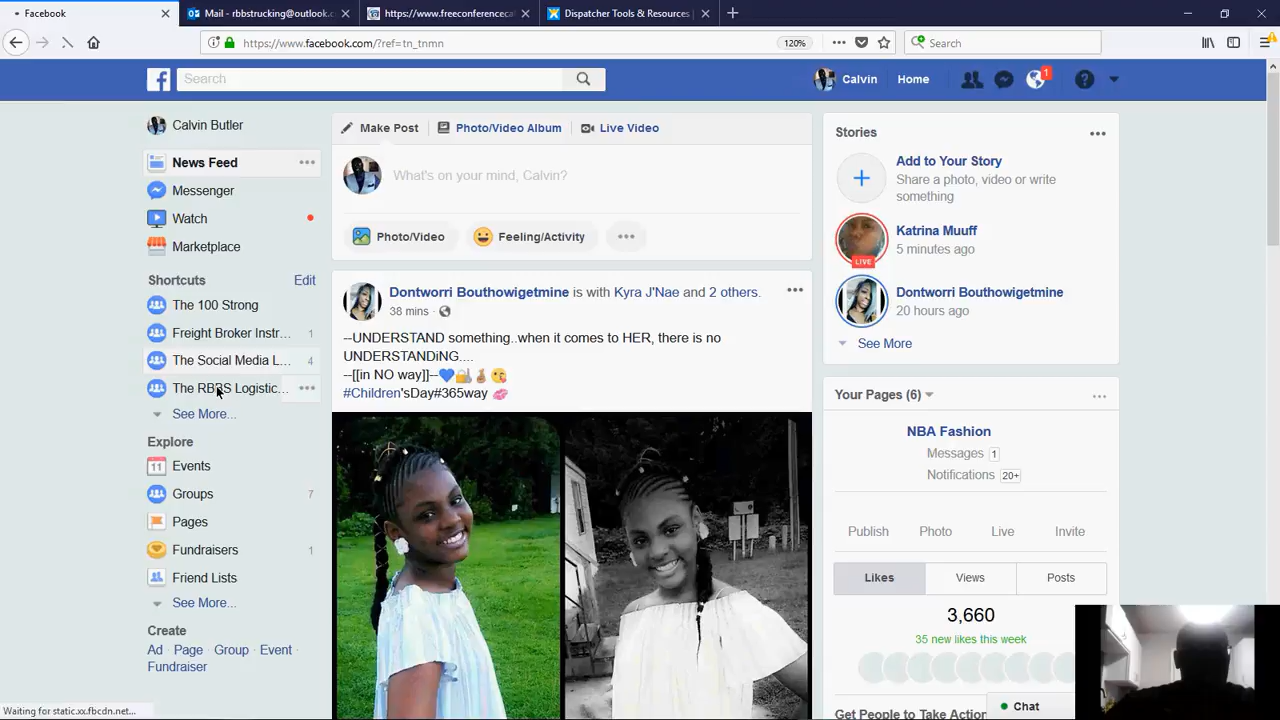 Facebook
Mail - rbbstrucking@outlook.c
https://www.freeconferenceca
Dispatcher Tools & Resources |
https://www.facebook.com/?ref=tn_tnmn
120%
Search
Search
Calvin
Home
1
Calvin Butler
News Feed
Messenger
Watch
Marketplace
Shortcuts
Edit
The 100 Strong
Freight Broker Instr...
1
The Social Media L...
4
The RBBS Logistic...
See More...
Explore
11
Events
Groups
7
Pages
Fundraisers
1
Friend Lists
See More...
Create
Ad · Page · Group · Event ·
Fundraiser
Make Post
Photo/Video Album
Live Video
What's on your mind, Calvin?
Photo/Video
Feeling/Activity
Dontworri Bouthowigetmine is with Kyra J'Nae and 2 others.
38 mins ·
--UNDERSTAND something..when it comes to HER, there is no
UNDERSTANDiNG....
--[[in NO way]]--💙🔐🤞🏽😘
#Children'sDay#365way 💋
Stories
Add to Your Story
Share a photo, video or write
something
Katrina Muuff
5 minutes ago
LIVE
Dontworri Bouthowigetmine
20 hours ago
See More
Your Pages (6)
NBA Fashion
Messages 1
Notifications 20+
Publish
Photo
Live
Invite
Likes
Views
Posts
3,660
35 new likes this week
Get People to Take Action
Chat
Waiting for static.xx.fbcdn.net...